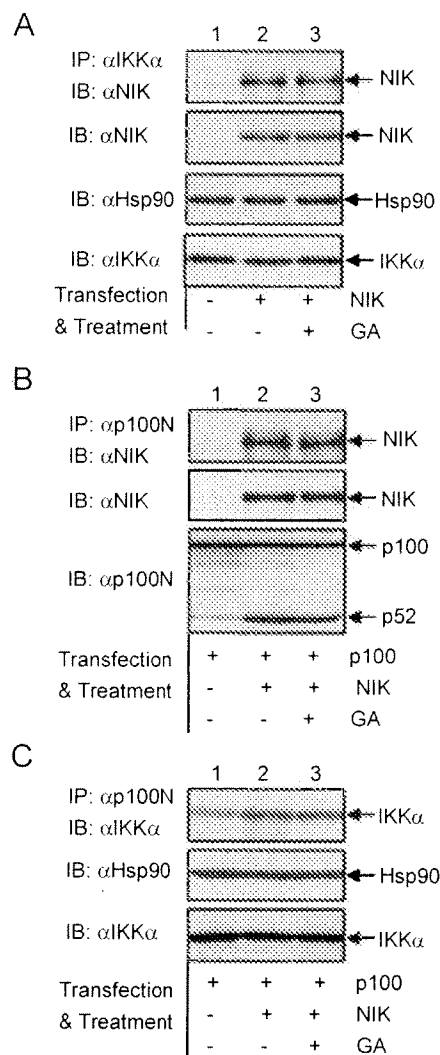 A
1 2 3
IP: αIKKα
IB: αNIK
NIK
IB: αNIK
NIK
IB: αHsp90
Hsp90
IB: αIKKα
IKKα
Transfection - + + NIK
& Treatment - - + GA
B
1 2 3
IP: αp100N
IB: αNIK
NIK
IB: αNIK
NIK
p100
IB: αp100N
p52
Transfection + + + p100
& Treatment - + + NIK
- - + GA
C
1 2 3
IP: αp100N
IB: αIKKα
IKKα
IB: αHsp90
Hsp90
IB: αIKKα
IKKα
Transfection + + + p100
& Treatment - + + NIK
- - + GA